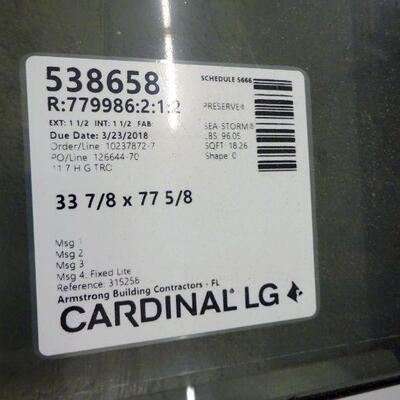 538658
SCHEDULE 5666
R:779986:2:1:2
PRESERVE®
EXT: 1 1/2 INT: 1 1/2 FAB:
Due Date: 3/23/2018
SEA-STORM®
Order/Line: 10237872-7
LBS: 96.05
PO/Line: 126644-70
SQFT: 18.26
H G TRO
Shape: 0
33 7/8 x 77 5/8
Msg 1
Msg 2
Msg 3
Msg 4: Fixed Lite
Reference: 315256
Armstrong Building Contractors - FL
CARDINAL LG